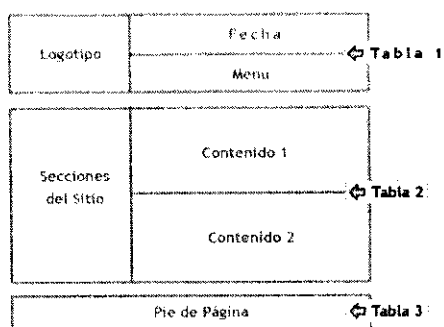 Fecha
Logotipo
Tabla 1
Menu
Contenido 1
Secciones
del Sitio
Tabla 2
Contenido 2
Pie de Página
Tabla 3